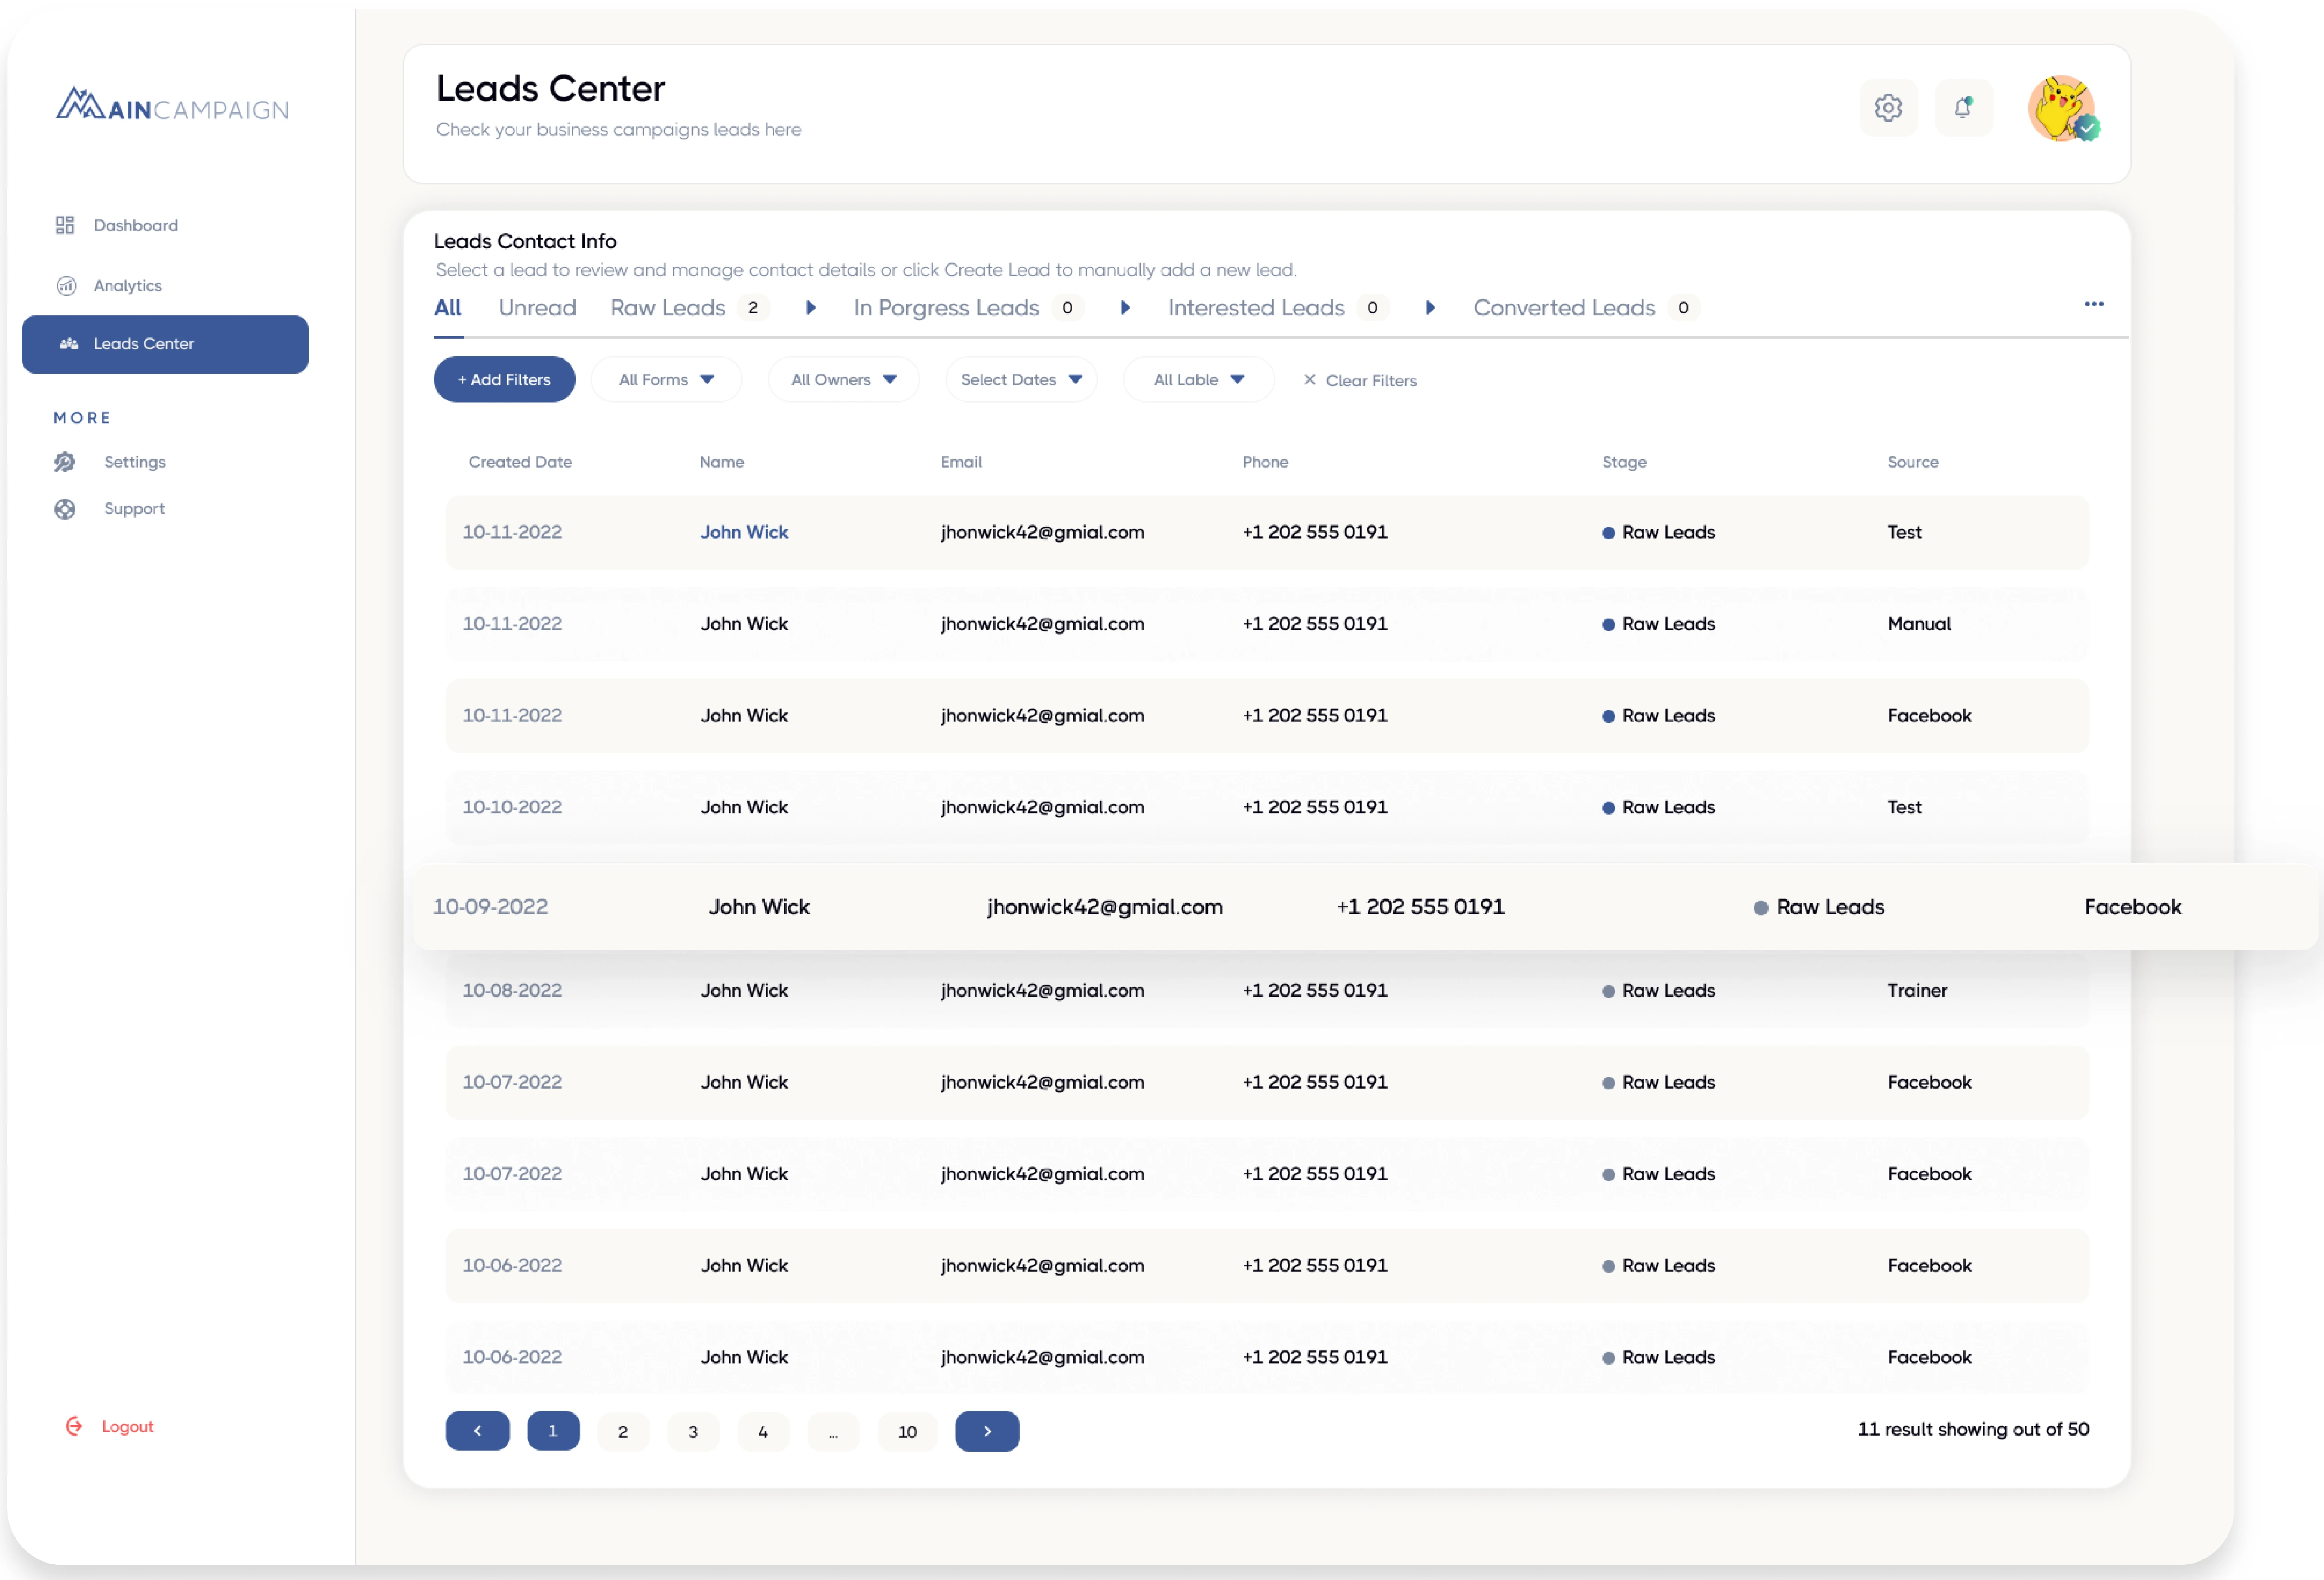 MAINCAMPAIGN
Dashboard
Analytics
Leads Center
MORE
Settings
Support
Logout
Leads Center
Check your business campaigns leads here
Leads Contact Info
Select a lead to review and manage contact details or click Create Lead to manually add a new lead.
All Unread Raw Leads 2 In Porgress Leads 0 Interested Leads 0 Converted Leads 0
+ Add Filters All Forms All Owners Select Dates All Lable Clear Filters
Created Date Name Email Phone Stage Source
10-11-2022 John Wick jhonwick42@gmial.com +1 202 555 0191 Raw Leads Test
10-11-2022 John Wick jhonwick42@gmial.com +1 202 555 0191 Raw Leads Manual
10-11-2022 John Wick jhonwick42@gmial.com +1 202 555 0191 Raw Leads Facebook
10-10-2022 John Wick jhonwick42@gmial.com +1 202 555 0191 Raw Leads Test
10-09-2022 John Wick jhonwick42@gmial.com +1 202 555 0191 Raw Leads Facebook
10-08-2022 John Wick jhonwick42@gmial.com +1 202 555 0191 Raw Leads Trainer
10-07-2022 John Wick jhonwick42@gmial.com +1 202 555 0191 Raw Leads Facebook
10-07-2022 John Wick jhonwick42@gmial.com +1 202 555 0191 Raw Leads Facebook
10-06-2022 John Wick jhonwick42@gmial.com +1 202 555 0191 Raw Leads Facebook
10-06-2022 John Wick jhonwick42@gmial.com +1 202 555 0191 Raw Leads Facebook
1 2 3 4 ... 10 11 result showing out of 50